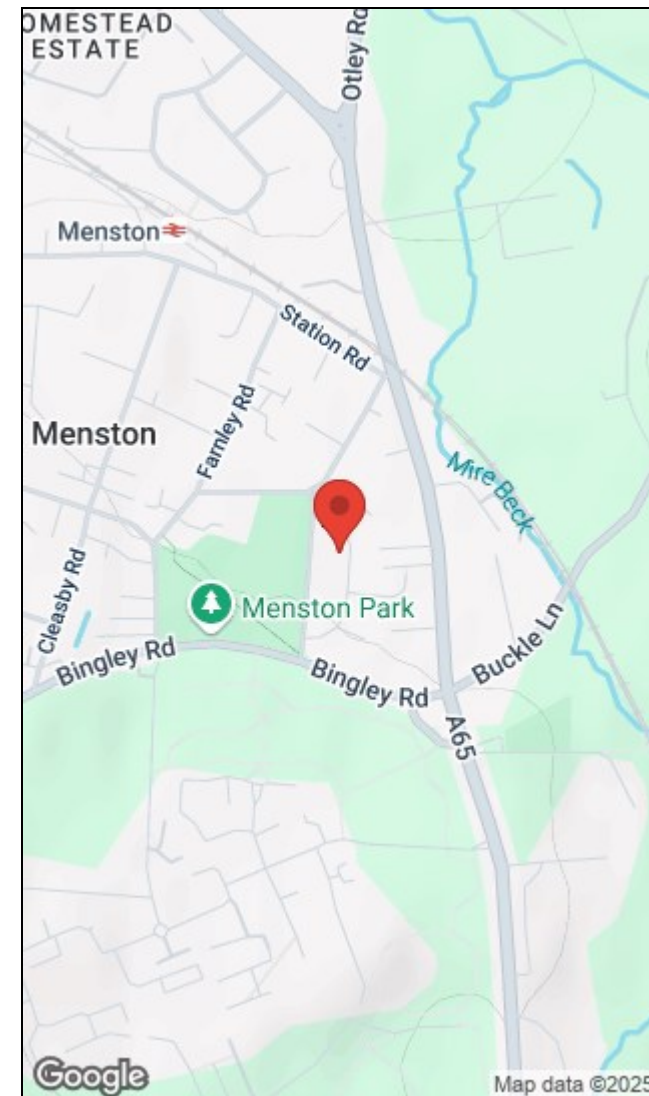 OMESTEAD
ESTATE
Otley Rd
Menston
Station Rd
Farnley Rd
Menston
Mire Beck
Cleasby Rd
Menston Park
Bingley Rd
Bingley Rd
Buckle Ln
A65
Google
Map data ©2025